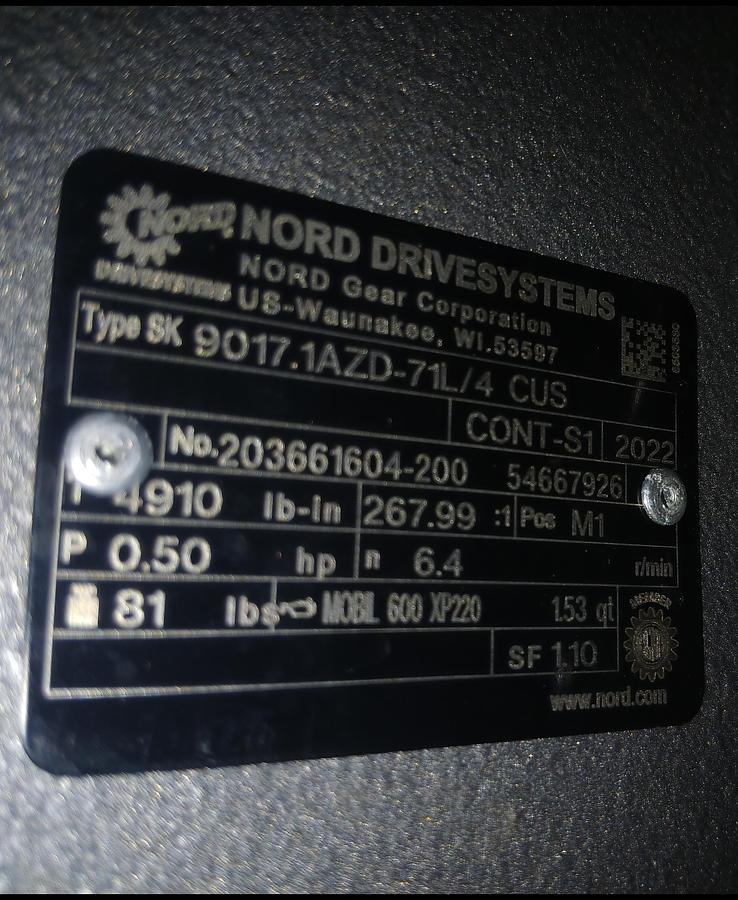 NORD
DRIVESYSTEMS
NORD DRIVESYSTEMS
NORD Gear Corporation
US-Waunakee, WI.53597
Type SK 9017.1AZD-71L/4 CUS
CONT-S1 2022
No. 203661604-200 54667926
4910 lb-in 267.99 :1 Pos M1
P 0.50 hp n 6.4 r/min
81 lbs MOBIL 600 XP220 1.53 qt
MEMBER
SF 1.10
www.nord.com